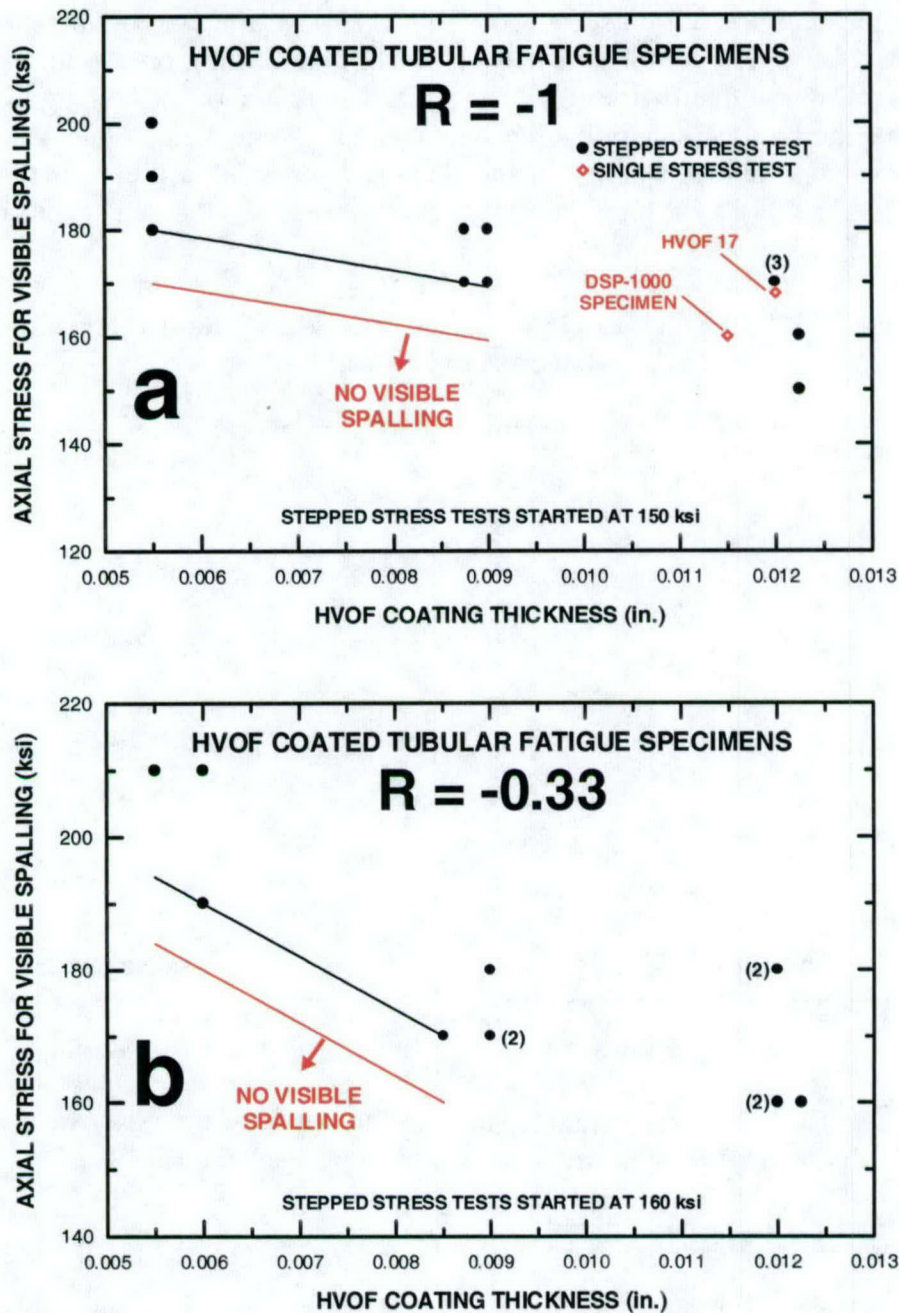 220
200
180
160
140
120
AXIAL STRESS FOR VISIBLE SPALLING (ksi)
HVOF COATED TUBULAR FATIGUE SPECIMENS
R = -1
STEPPED STRESS TEST
SINGLE STRESS TEST
HVOF 17
(3)
DSP-1000
SPECIMEN
NO VISIBLE
SPALLING
a
STEPPED STRESS TESTS STARTED AT 150 ksi
0.005 0.006 0.007 0.008 0.009 0.010 0.011 0.012 0.013
HVOF COATING THICKNESS (in.)
220
200
180
160
140
AXIAL STRESS FOR VISIBLE SPALLING (ksi)
HVOF COATED TUBULAR FATIGUE SPECIMENS
R = -0.33
(2)
(2)
(2)
NO VISIBLE
SPALLING
b
STEPPED STRESS TESTS STARTED AT 160 ksi
0.005 0.006 0.007 0.008 0.009 0.010 0.011 0.012 0.013
HVOF COATING THICKNESS (in.)